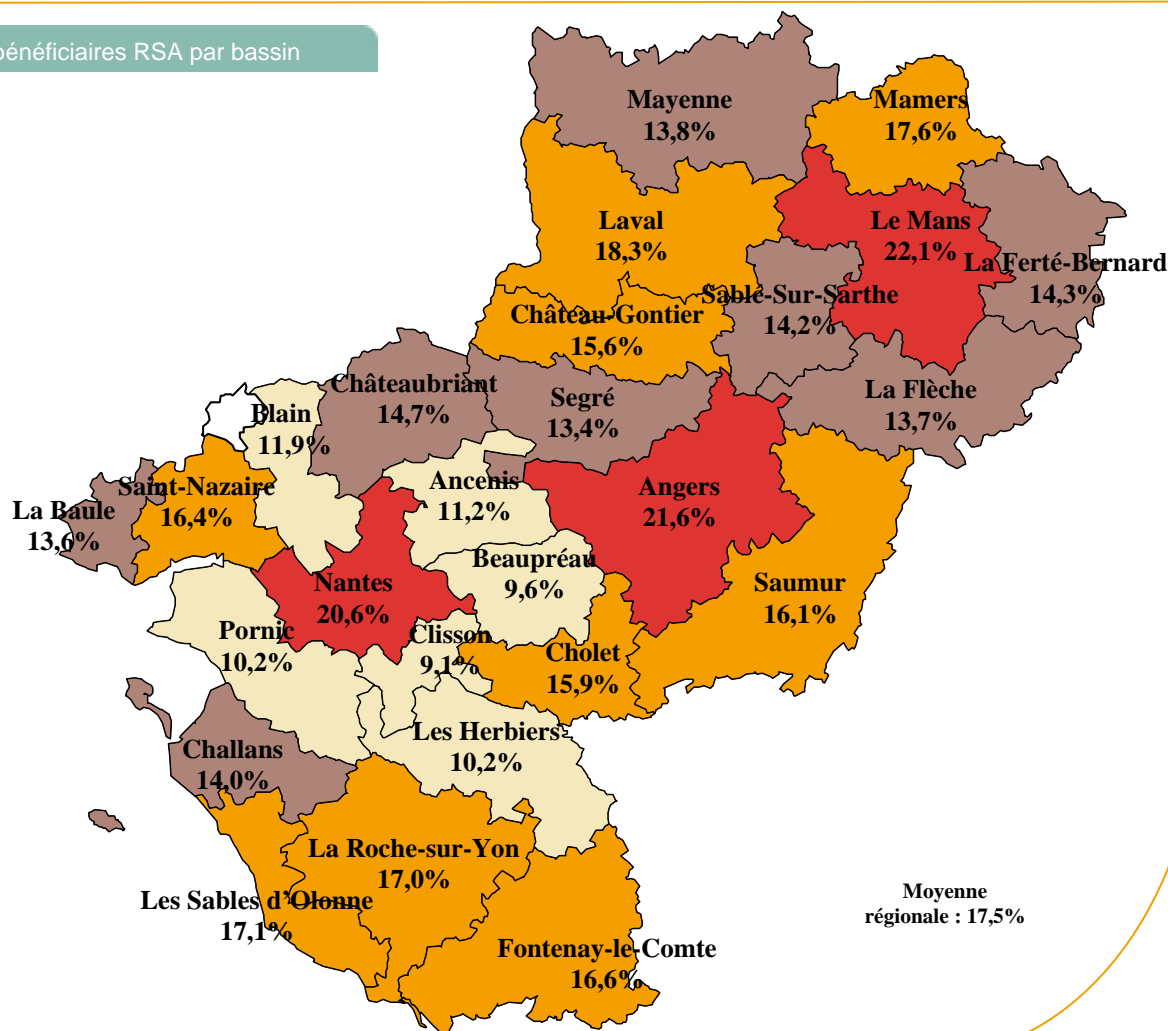 bénéficiaires RSA par bassin
Mayenne
13,8%
Mamers
17,6%
Laval
18,3%
Le Mans
22,1%
La Ferté-Bernard
14,3%
Sablé-Sur-Sarthe
14,2%
Château-Gontier
15,6%
Châteaubriant
14,7%
Segré
13,4%
La Flèche
13,7%
Blain
11,9%
Saint-Nazaire
16,4%
La Baule
13,6%
Ancenis
11,2%
Angers
21,6%
Beaupréau
9,6%
Nantes
20,6%
Saumur
16,1%
Pornic
10,2%
Clisson
9,1%
Cholet
15,9%
Les Herbiers
10,2%
Challans
14,0%
La Roche-sur-Yon
17,0%
Les Sables d'Olonne
17,1%
Fontenay-le-Comte
16,6%
Moyenne
régionale : 17,5%